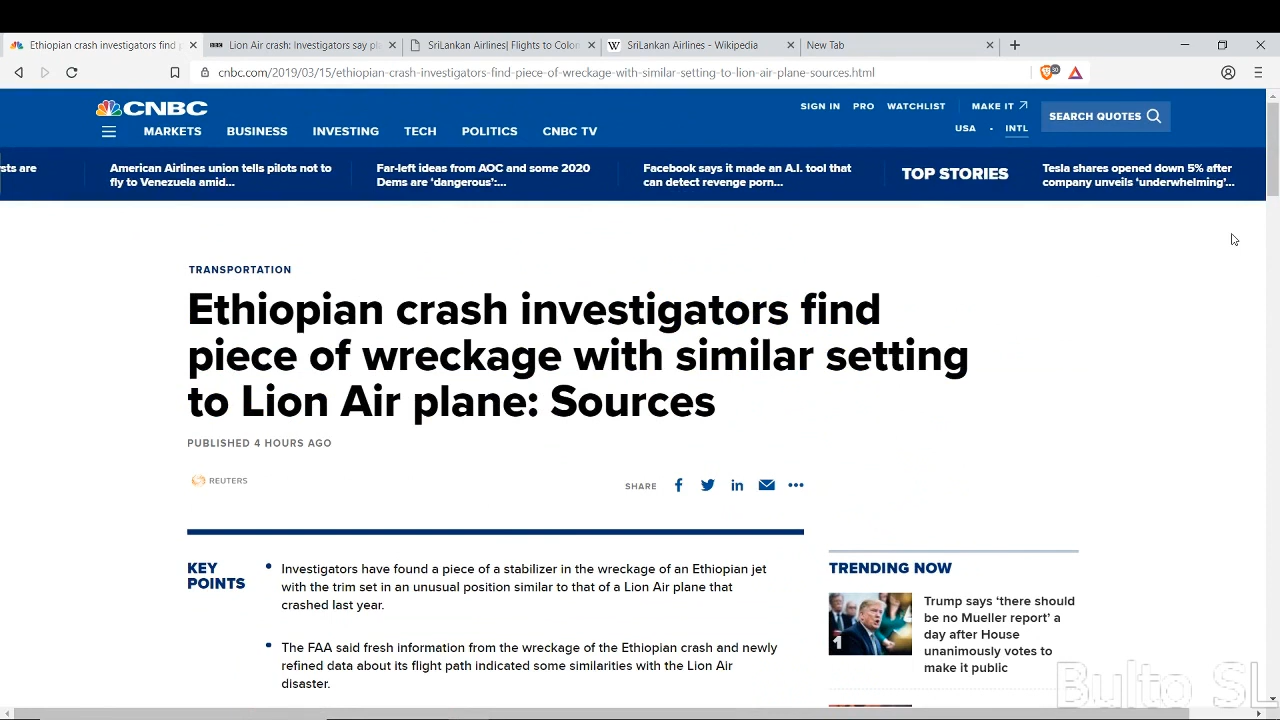 Ethiopian crash investigators find
Lion Air crash: Investigators say pl
SriLankan Airlines| Flights to Colon
SriLankan Airlines - Wikipedia
New Tab
cnbc.com/2019/03/15/ethiopian-crash-investigators-find-piece-of-wreckage-with-similar-setting-to-lion-air-plane-sources.html
30
CNBC
SIGN IN PRO WATCHLIST MAKE IT
SEARCH QUOTES
USA · INTL
MARKETS BUSINESS INVESTING TECH POLITICS CNBC TV
sts are
American Airlines union tells pilots not to
fly to Venezuela amid...
Far-left ideas from AOC and some 2020
Dems are ‘dangerous’:...
Facebook says it made an A.I. tool that
can detect revenge porn...
TOP STORIES
Tesla shares opened down 5% after
company unveils ‘underwhelming’...
TRANSPORTATION
Ethiopian crash investigators find
piece of wreckage with similar setting
to Lion Air plane: Sources
PUBLISHED 4 HOURS AGO
REUTERS
SHARE
KEY
POINTS
Investigators have found a piece of a stabilizer in the wreckage of an Ethiopian jet
with the trim set in an unusual position similar to that of a Lion Air plane that
crashed last year.
The FAA said fresh information from the wreckage of the Ethiopian crash and newly
refined data about its flight path indicated some similarities with the Lion Air
disaster.
TRENDING NOW
1
Trump says ‘there should
be no Mueller report’ a
day after House
unanimously votes to
make it public
Bulto SL